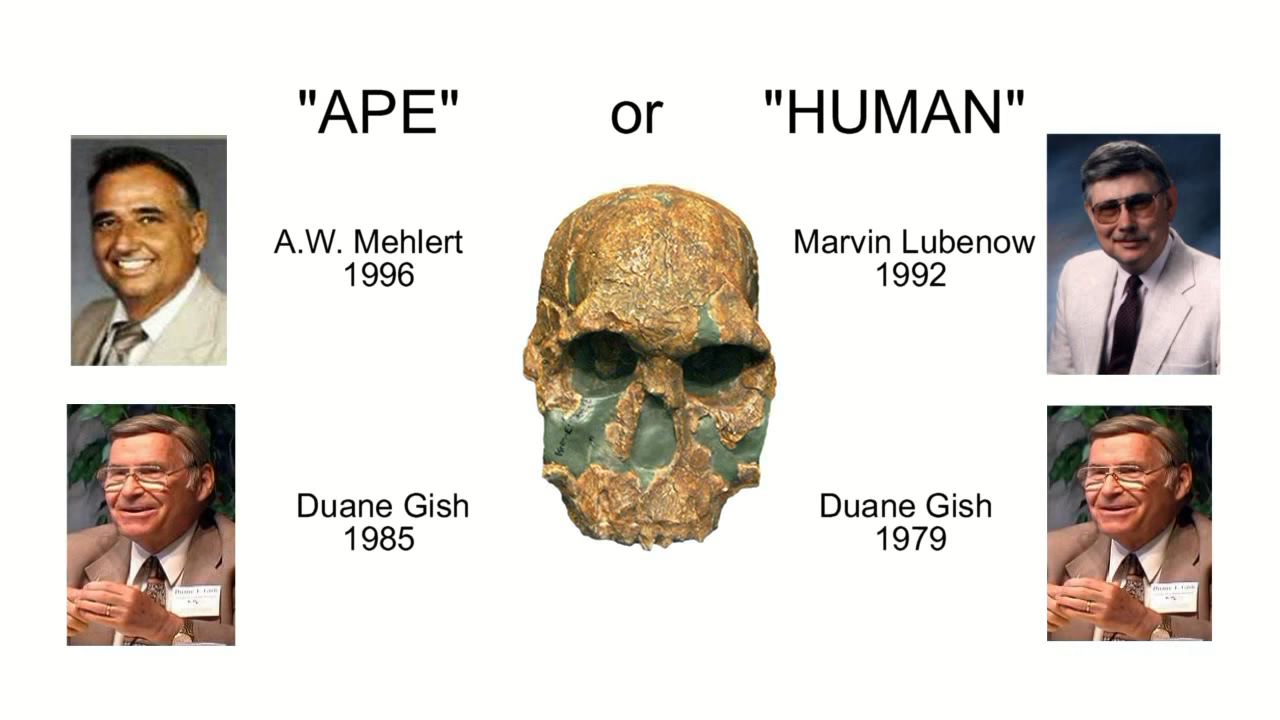 "APE" or "HUMAN"
A.W. Mehlert
1996
Marvin Lubenow
1992
Duane Gish
1985
Duane Gish
1979